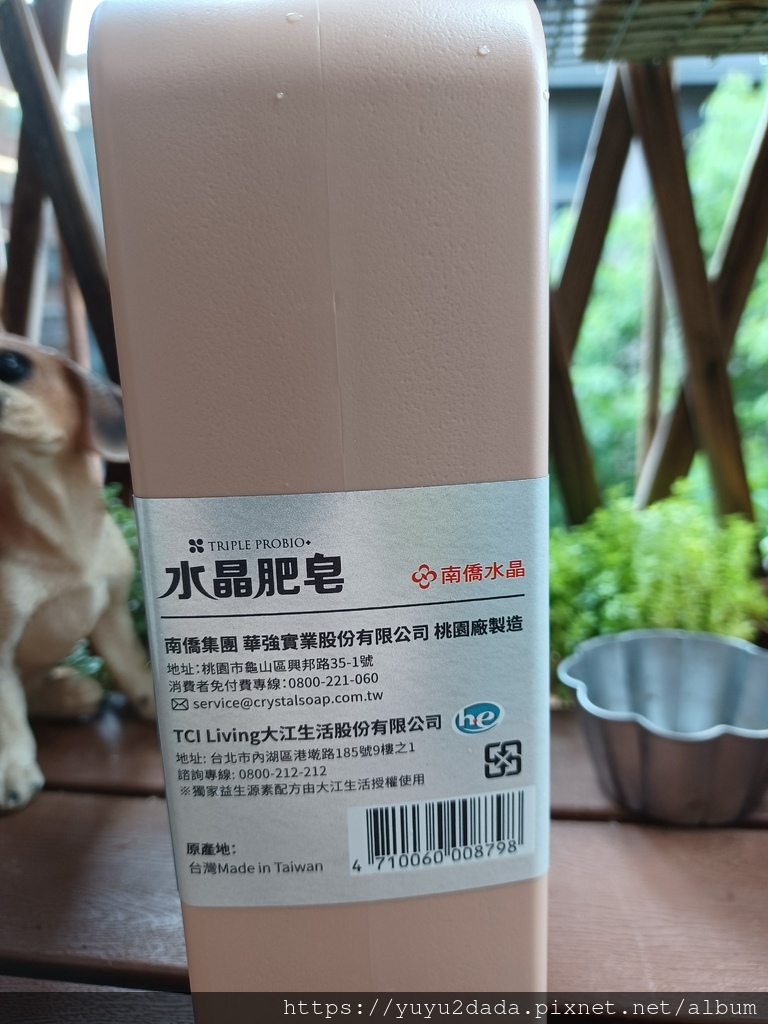 TRIPLE PROBIO
水晶肥皂
南僑水晶
南僑集團 華強實業股份有限公司 桃園廠製造
地址:桃園市龜山區興邦路35-1號
消費者免付費專線:0800-221-060
service@crystalsoap.com.tw
TCI Living大江生活股份有限公司
he
地址: 台北市內湖區港墘路185號9樓之1
諮詢專線: 0800-212-212
※獨家益生源素配方由大江生活授權使用
4 710060 008798
原產地:
台灣Made in Taiwan
https://yuyu2dada.pixnet.net/album